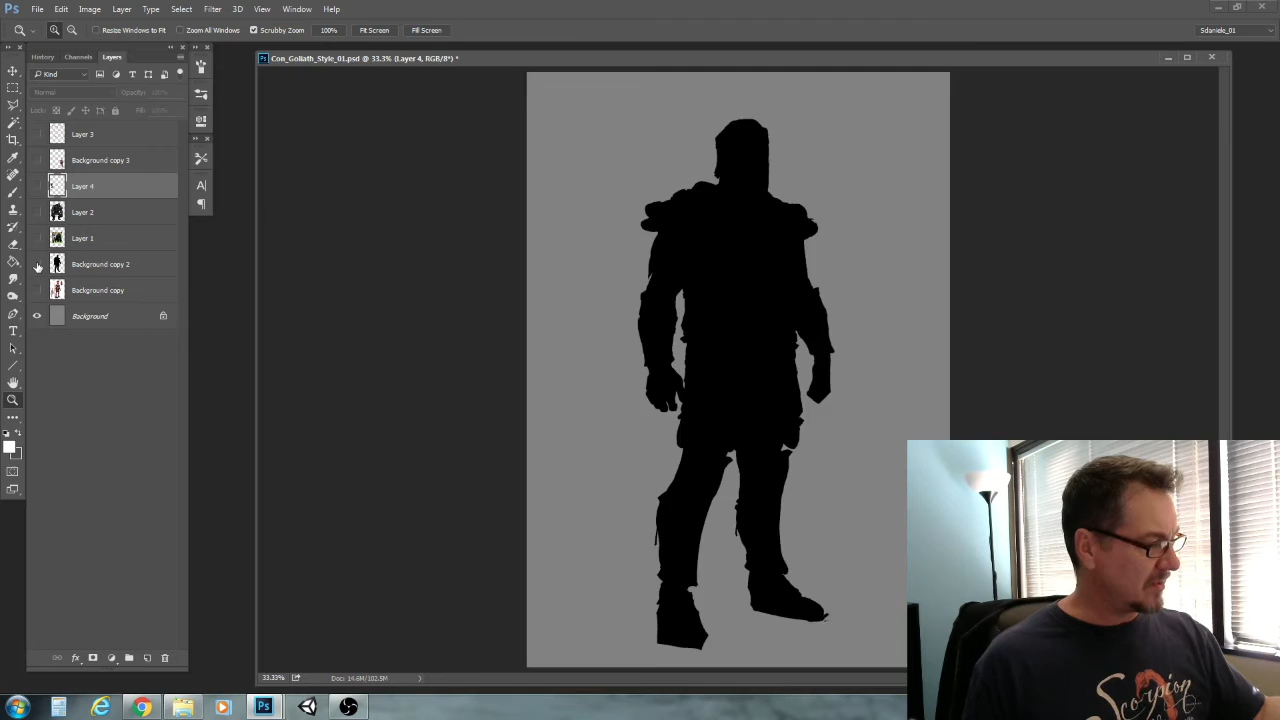 Ps File Edit Image Layer Type Select Filter 3D View Window Help
Resize Windows to Fit Zoom All Windows Scrubby Zoom 100% Fit Screen Fill Screen Sdaniele_01
History Channels Layers
Ps Con_Goliath_Style_01.psd @ 33.3% (Layer 4, RGB/8*) *
Kind
Normal Opacity: 100%
Lock: Fill: 100%
Layer 3
Background copy 3
Layer 4
Layer 2
Layer 1
Background copy 2
Background copy
Background
33.33% Doc: 14.6M/102.5M
Ps
Scorpion